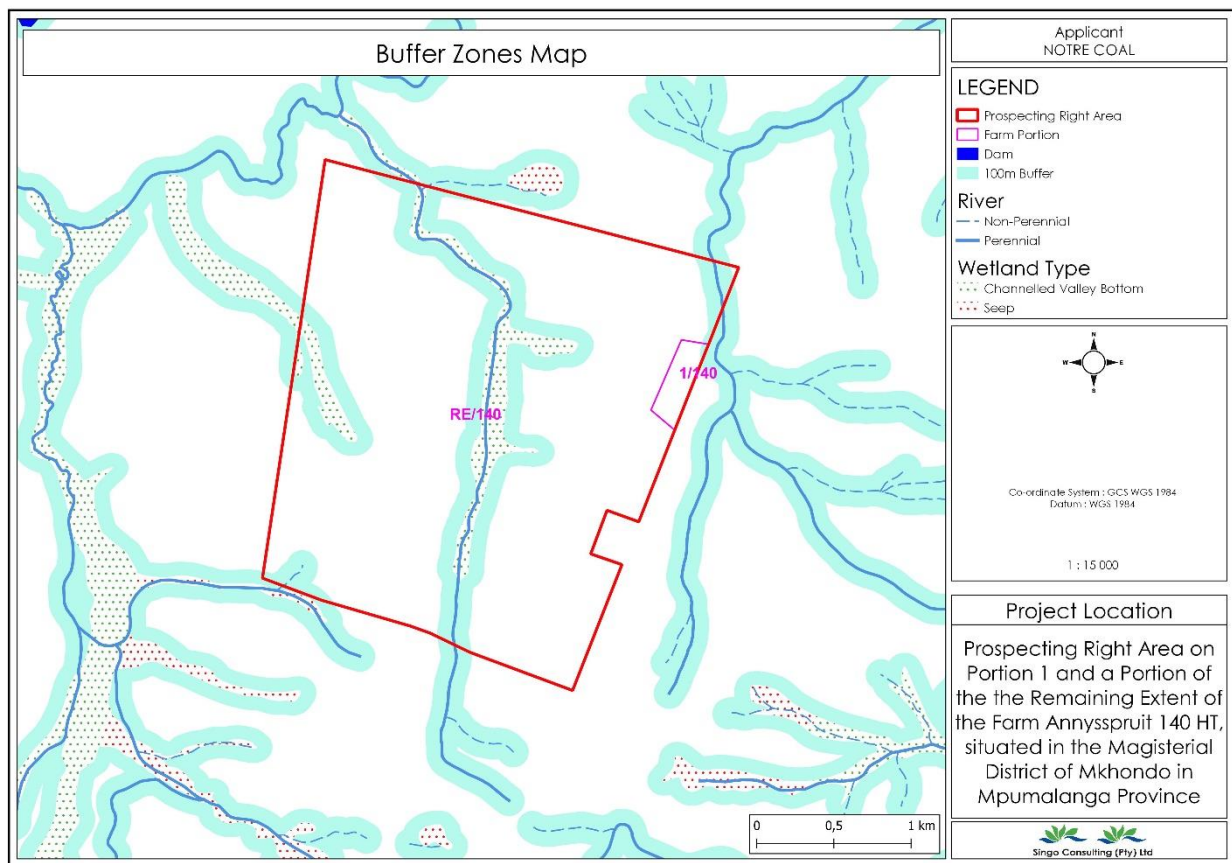 Buffer Zones Map
RE/140
1/140
0 0,5 1 km
Applicant
NOTRE COAL
LEGEND
Prospecting Right Area
Farm Portion
Dam
100m Buffer
River
Non-Perennial
Perennial
Wetland Type
Channelled Valley Bottom
Seep
N
W E
S
Co-ordinate System : GCS WGS 1984
Datum : WGS 1984
1 : 15 000
Project Location
Prospecting Right Area on
Portion 1 and a Portion of
the the Remaining Extent of
the Farm Annysspruit 140 HT,
situated in the Magisterial
District of Mkhondo in
Mpumalanga Province
Singo Consulting (Pty) Ltd